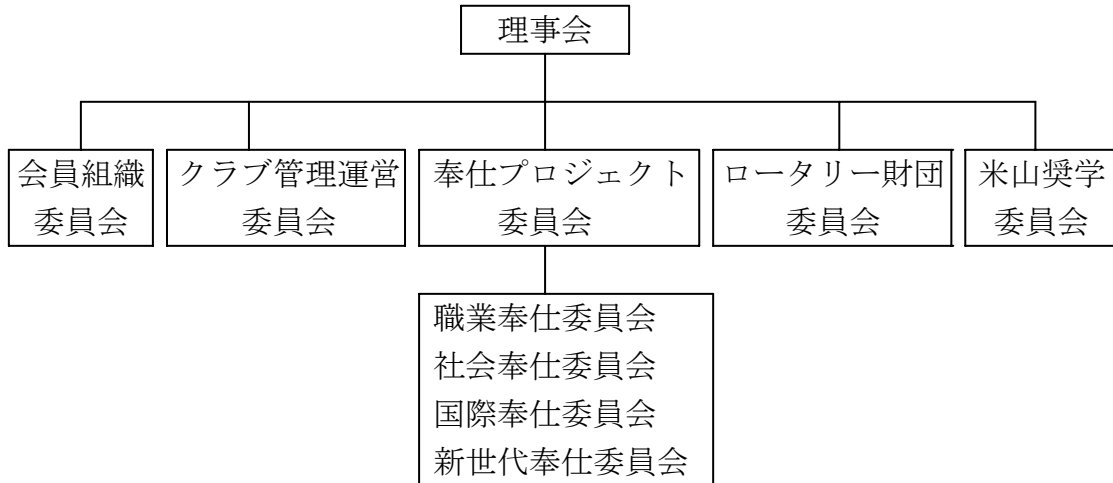 理事会
会員組織
委員会
クラブ管理運営
委員会
奉仕プロジェクト
委員会
ロータリー財団
委員会
米山奨学
委員会
職業奉仕委員会
社会奉仕委員会
国際奉仕委員会
新世代奉仕委員会